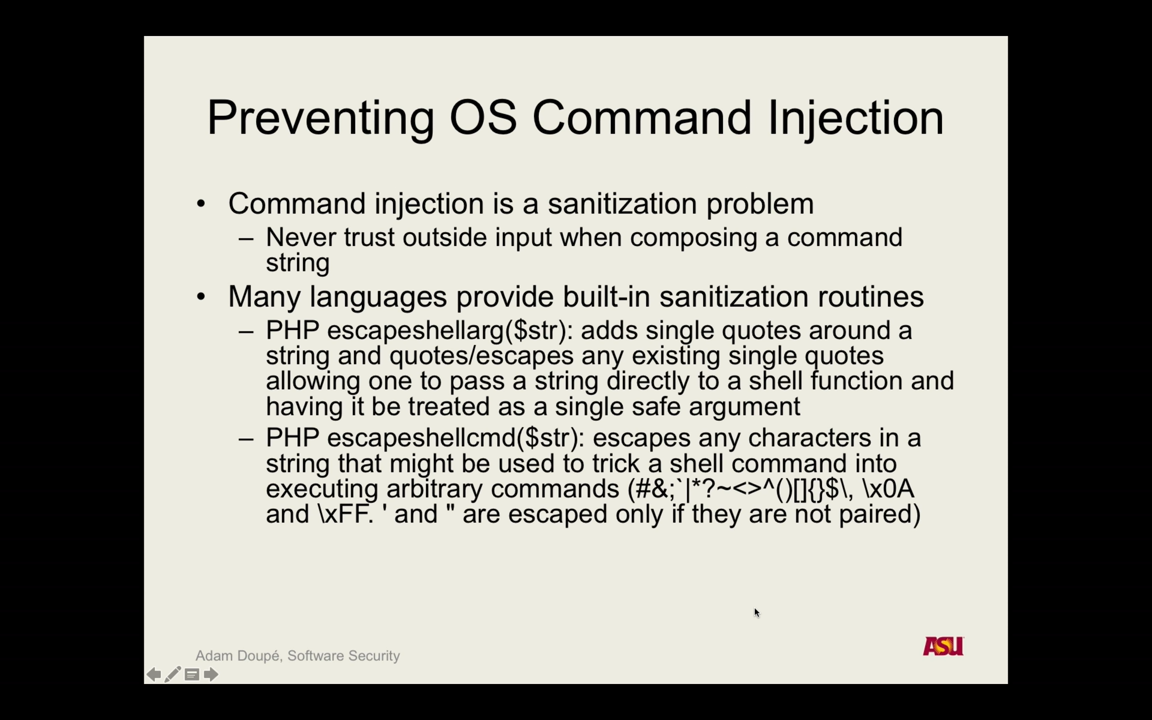 Preventing OS Command Injection
• Command injection is a sanitization problem
– Never trust outside input when composing a command
string
• Many languages provide built-in sanitization routines
– PHP escapeshellarg($str): adds single quotes around a
string and quotes/escapes any existing single quotes
allowing one to pass a string directly to a shell function and
having it be treated as a single safe argument
– PHP escapeshellcmd($str): escapes any characters in a
string that might be used to trick a shell command into
executing arbitrary commands (#&;`|*?~<>^()[]{}$\, \x0A
and \xFF. ' and " are escaped only if they are not paired)
Adam Doupé, Software Security
ASU